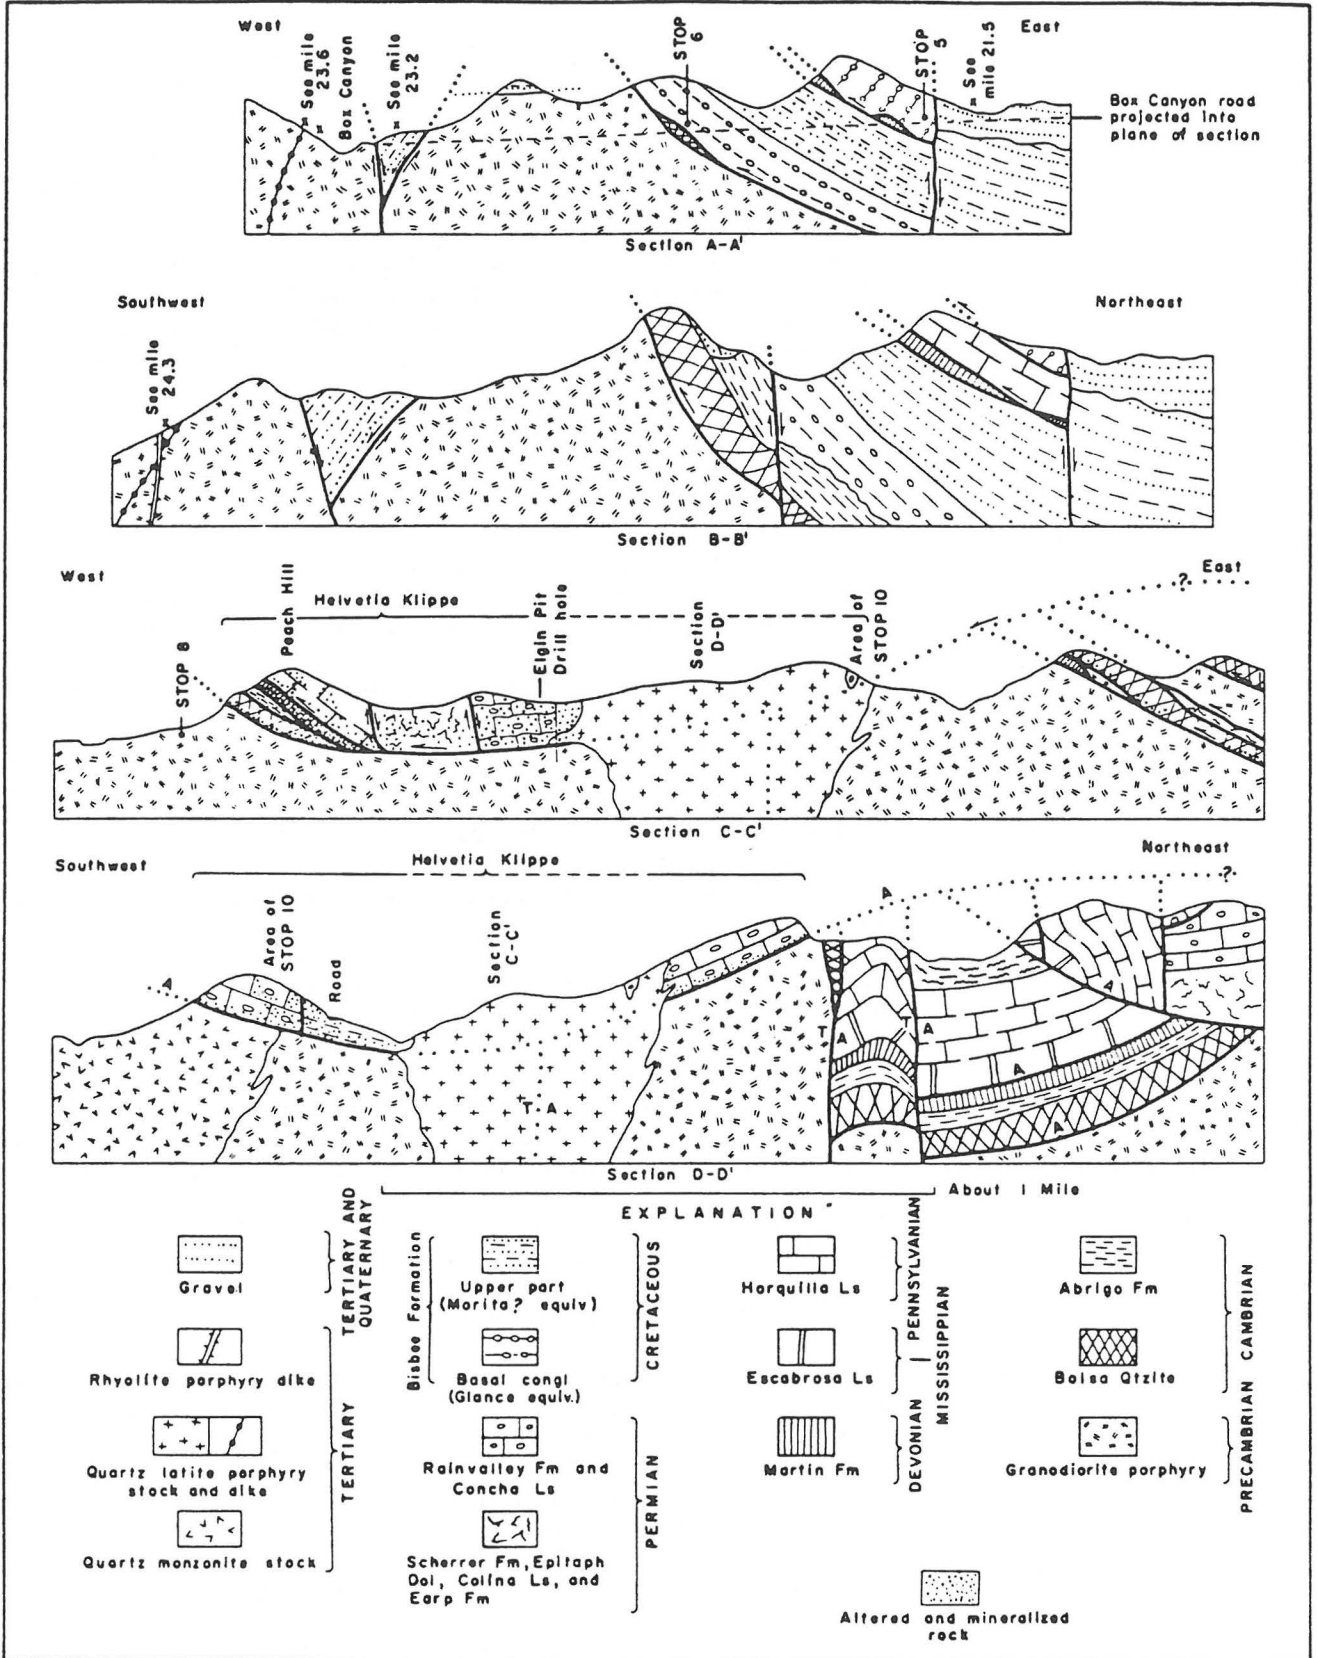 West
East
See mile
23.6
Box Canyon
See mile
23.2
STOP
6
STOP
5
See
mile 21.5
Box Canyon road
projected into
plane of section
Section A-A'
Southwest
Northeast
See mile
24.3
Section B-B'
West
East
STOP 8
Peach Hill
Helvetia Klippe
Elgin Pit
Drill hole
Section
D-D'
Area of
STOP 10
?
Section C-C'
Southwest
Northeast
Helvetia Klippe
A
Area of
STOP 10
Road
Section
C-C'
T A
A
?
T
A
T A
A
A
A
Section D-D'
About 1 Mile
EXPLANATION
Gravel
TERTIARY AND
QUATERNARY
Rhyolite porphyry dike
Quartz latite porphyry
stock and dike
Quartz monzonite stock
TERTIARY
Bisbee Formation
Upper part
(Morita? equiv)
Basal congl
(Glance equiv.)
CRETACEOUS
Rainvalley Fm and
Concha Ls
Scherrer Fm, Epitaph
Dol, Colina Ls, and
Earp Fm
PERMIAN
Horquilla Ls
PENNSYLVANIAN
Escabrosa Ls
MISSISSIPPIAN
Martin Fm
DEVONIAN
Abrigo Fm
Bolsa Qtzite
CAMBRIAN
Granodiorite porphyry
PRECAMBRIAN
Altered and mineralized
rock